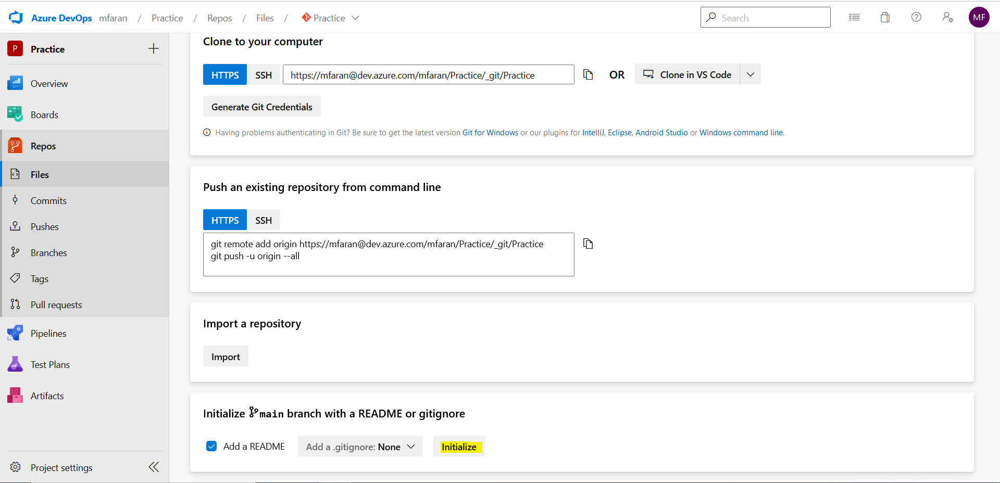 Azure DevOps mfaran / Practice / Repos / Files / Practice
Search
MF
P Practice
Overview
Boards
Repos
Files
Commits
Pushes
Branches
Tags
Pull requests
Pipelines
Test Plans
Artifacts
Project settings
Clone to your computer
HTTPS SSH https://mfaran@dev.azure.com/mfaran/Practice/_git/Practice OR Clone in VS Code
Generate Git Credentials
Having problems authenticating in Git? Be sure to get the latest version Git for Windows or our plugins for IntelliJ, Eclipse, Android Studio or Windows command line.
Push an existing repository from command line
HTTPS SSH
git remote add origin https://mfaran@dev.azure.com/mfaran/Practice/_git/Practice
git push -u origin --all
Import a repository
Import
Initialize main branch with a README or gitignore
Add a README Add a .gitignore: None Initialize